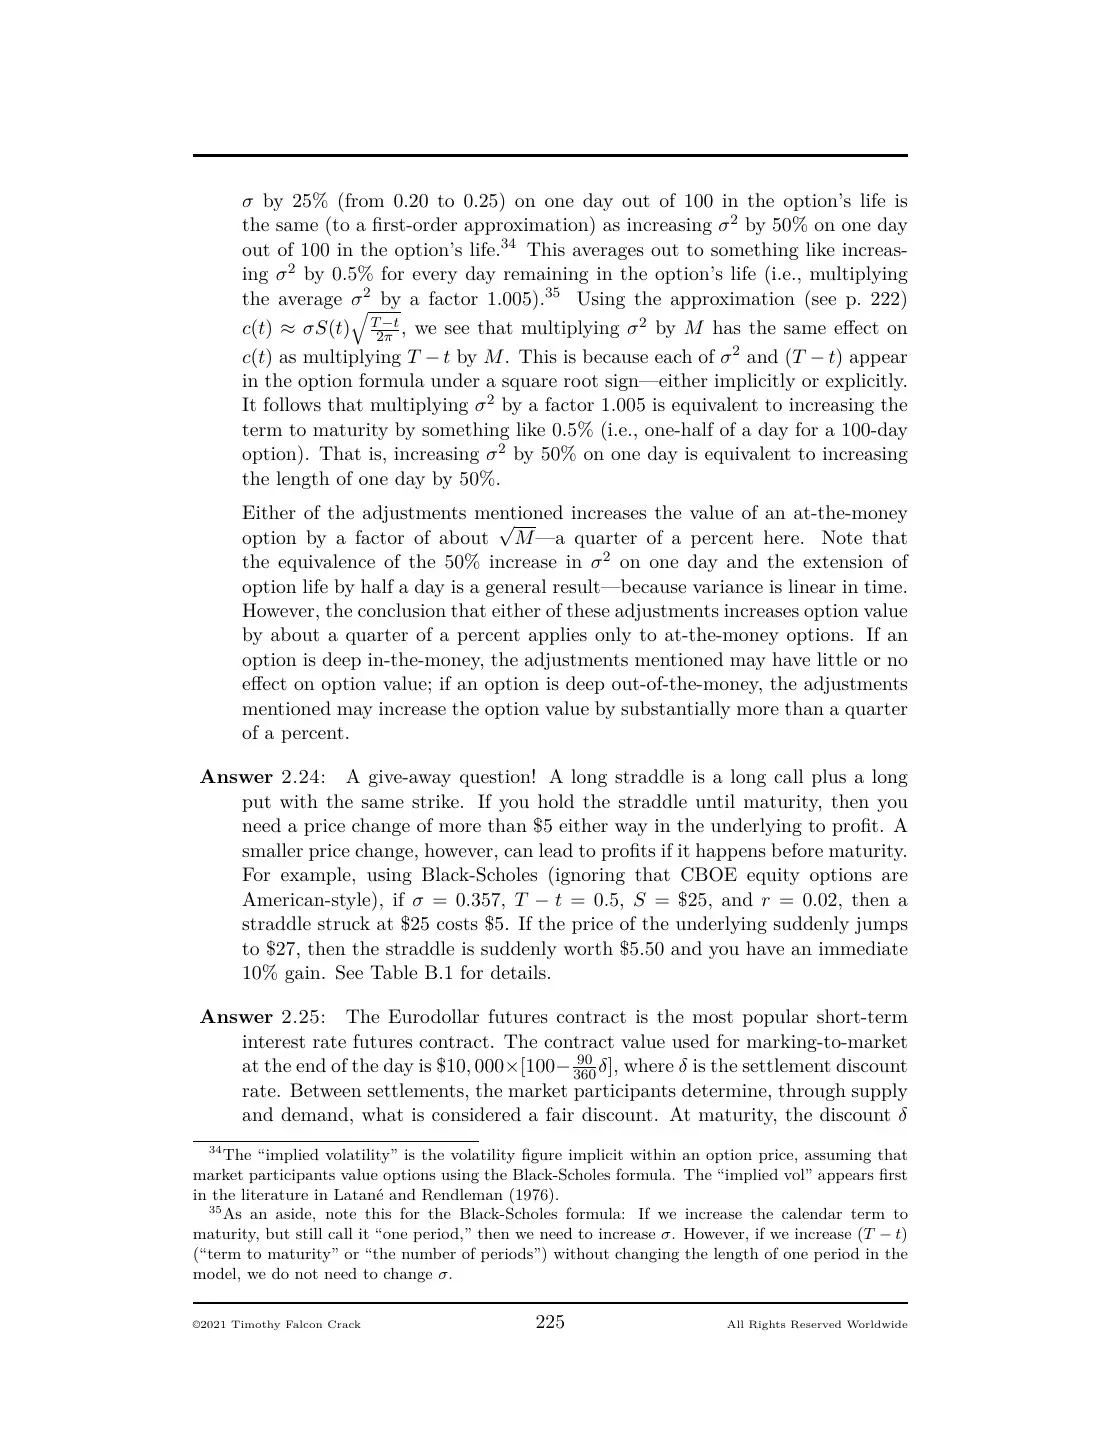 σ by 25% (from 0.20 to 0.25) on one day out of 100 in the option’s life is
the same (to a first-order approximation) as increasing σ² by 50% on one day
out of 100 in the option’s life.³⁴ This averages out to something like increas-
ing σ² by 0.5% for every day remaining in the option’s life (i.e., multiplying
the average σ² by a factor 1.005).³⁵ Using the approximation (see p. 222)
c(t) ≈ σS(t)√((T−t)/2π), we see that multiplying σ² by M has the same effect on
c(t) as multiplying T − t by M. This is because each of σ² and (T − t) appear
in the option formula under a square root sign—either implicitly or explicitly.
It follows that multiplying σ² by a factor 1.005 is equivalent to increasing the
term to maturity by something like 0.5% (i.e., one-half of a day for a 100-day
option). That is, increasing σ² by 50% on one day is equivalent to increasing
the length of one day by 50%.
Either of the adjustments mentioned increases the value of an at-the-money
option by a factor of about √M—a quarter of a percent here. Note that
the equivalence of the 50% increase in σ² on one day and the extension of
option life by half a day is a general result—because variance is linear in time.
However, the conclusion that either of these adjustments increases option value
by about a quarter of a percent applies only to at-the-money options. If an
option is deep in-the-money, the adjustments mentioned may have little or no
effect on option value; if an option is deep out-of-the-money, the adjustments
mentioned may increase the option value by substantially more than a quarter
of a percent.
Answer 2.24: A give-away question! A long straddle is a long call plus a long
put with the same strike. If you hold the straddle until maturity, then you
need a price change of more than $5 either way in the underlying to profit. A
smaller price change, however, can lead to profits if it happens before maturity.
For example, using Black-Scholes (ignoring that CBOE equity options are
American-style), if σ = 0.357, T − t = 0.5, S = $25, and r = 0.02, then a
straddle struck at $25 costs $5. If the price of the underlying suddenly jumps
to $27, then the straddle is suddenly worth $5.50 and you have an immediate
10% gain. See Table B.1 for details.
Answer 2.25: The Eurodollar futures contract is the most popular short-term
interest rate futures contract. The contract value used for marking-to-market
at the end of the day is $10,000×[100−90/360δ], where δ is the settlement discount
rate. Between settlements, the market participants determine, through supply
and demand, what is considered a fair discount. At maturity, the discount δ
³⁴The “implied volatility” is the volatility figure implicit within an option price, assuming that
market participants value options using the Black-Scholes formula. The “implied vol” appears first
in the literature in Latané and Rendleman (1976).
³⁵As an aside, note this for the Black-Scholes formula: If we increase the calendar term to
maturity, but still call it “one period,” then we need to increase σ. However, if we increase (T − t)
(“term to maturity” or “the number of periods”) without changing the length of one period in the
model, we do not need to change σ.
©2021 Timothy Falcon Crack 225 All Rights Reserved Worldwide